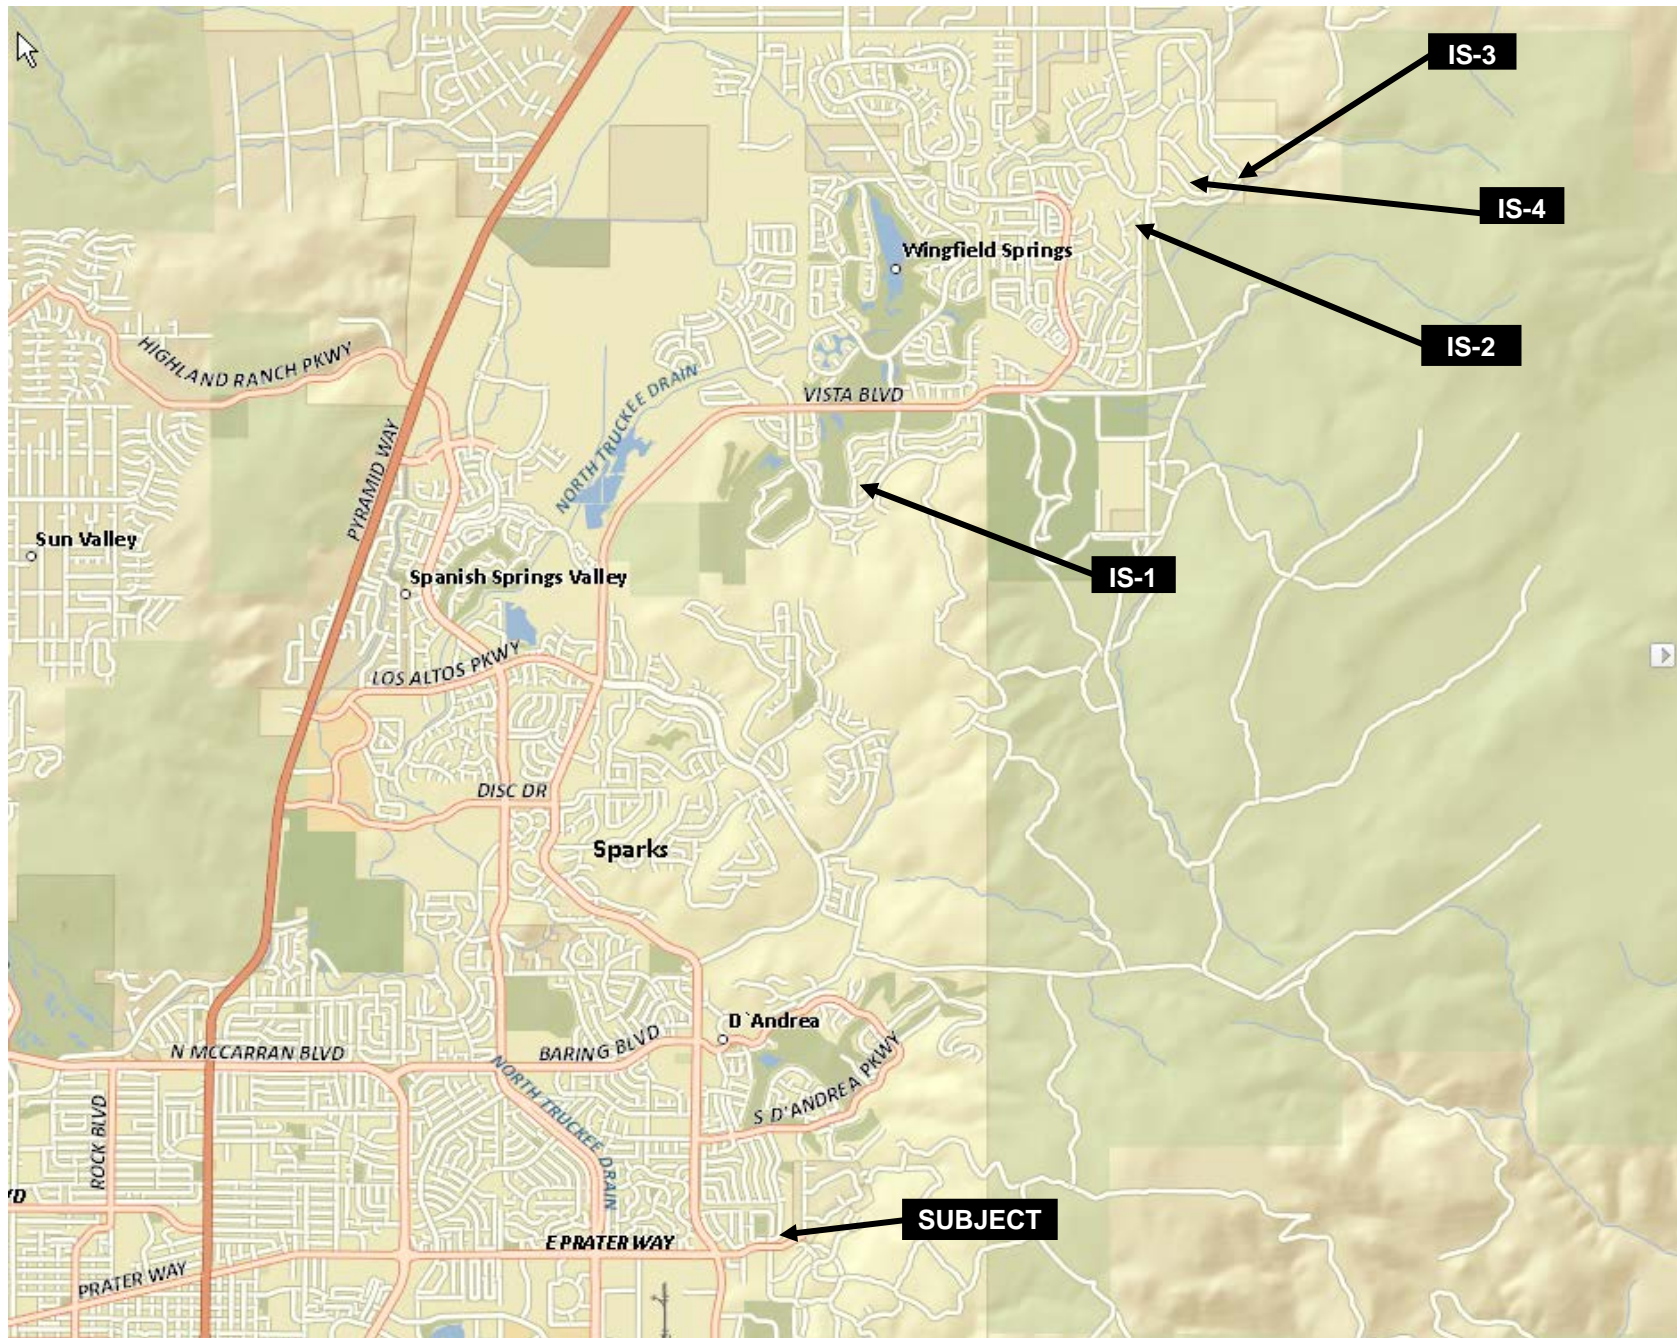 IS-3
IS-4
Wingfield Springs
IS-2
HIGHLAND RANCH PKWY
NORTH TRUCKEE DRAIN
VISTA BLVD
PYRAMID WAY
Sun Valley
Spanish Springs Valley
IS-1
LOS ALTOS PKWY
DISC DR
Sparks
D`Andrea
N MCCARRAN BLVD
BARING BLVD
S D'ANDREA PKWY
NORTH TRUCKEE DRAIN
ROCK BLVD
VD
SUBJECT
E PRATER WAY
PRATER WAY